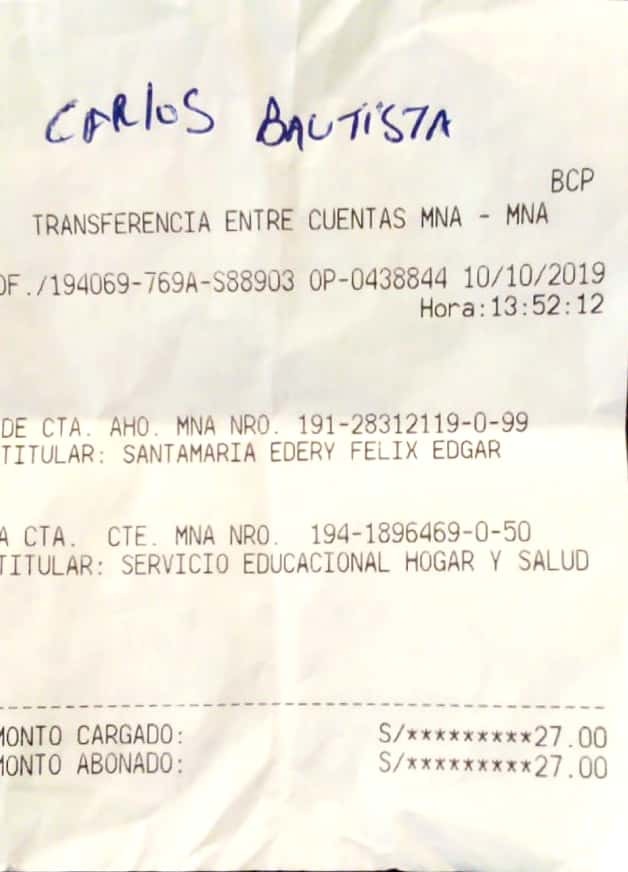 CARlOS BAUTISTA
BCP
TRANSFERENCIA ENTRE CUENTAS MNA - MNA
OF./194069-769A-S88903 OP-0438844 10/10/2019
Hora:13:52:12
DE CTA. AHO. MNA NRO. 191-28312119-0-99
TITULAR: SANTAMARIA EDERY FELIX EDGAR
A CTA. CTE. MNA NRO. 194-1896469-0-50
TITULAR: SERVICIO EDUCACIONAL HOGAR Y SALUD
MONTO CARGADO: S/*********27.00
MONTO ABONADO: S/*********27.00